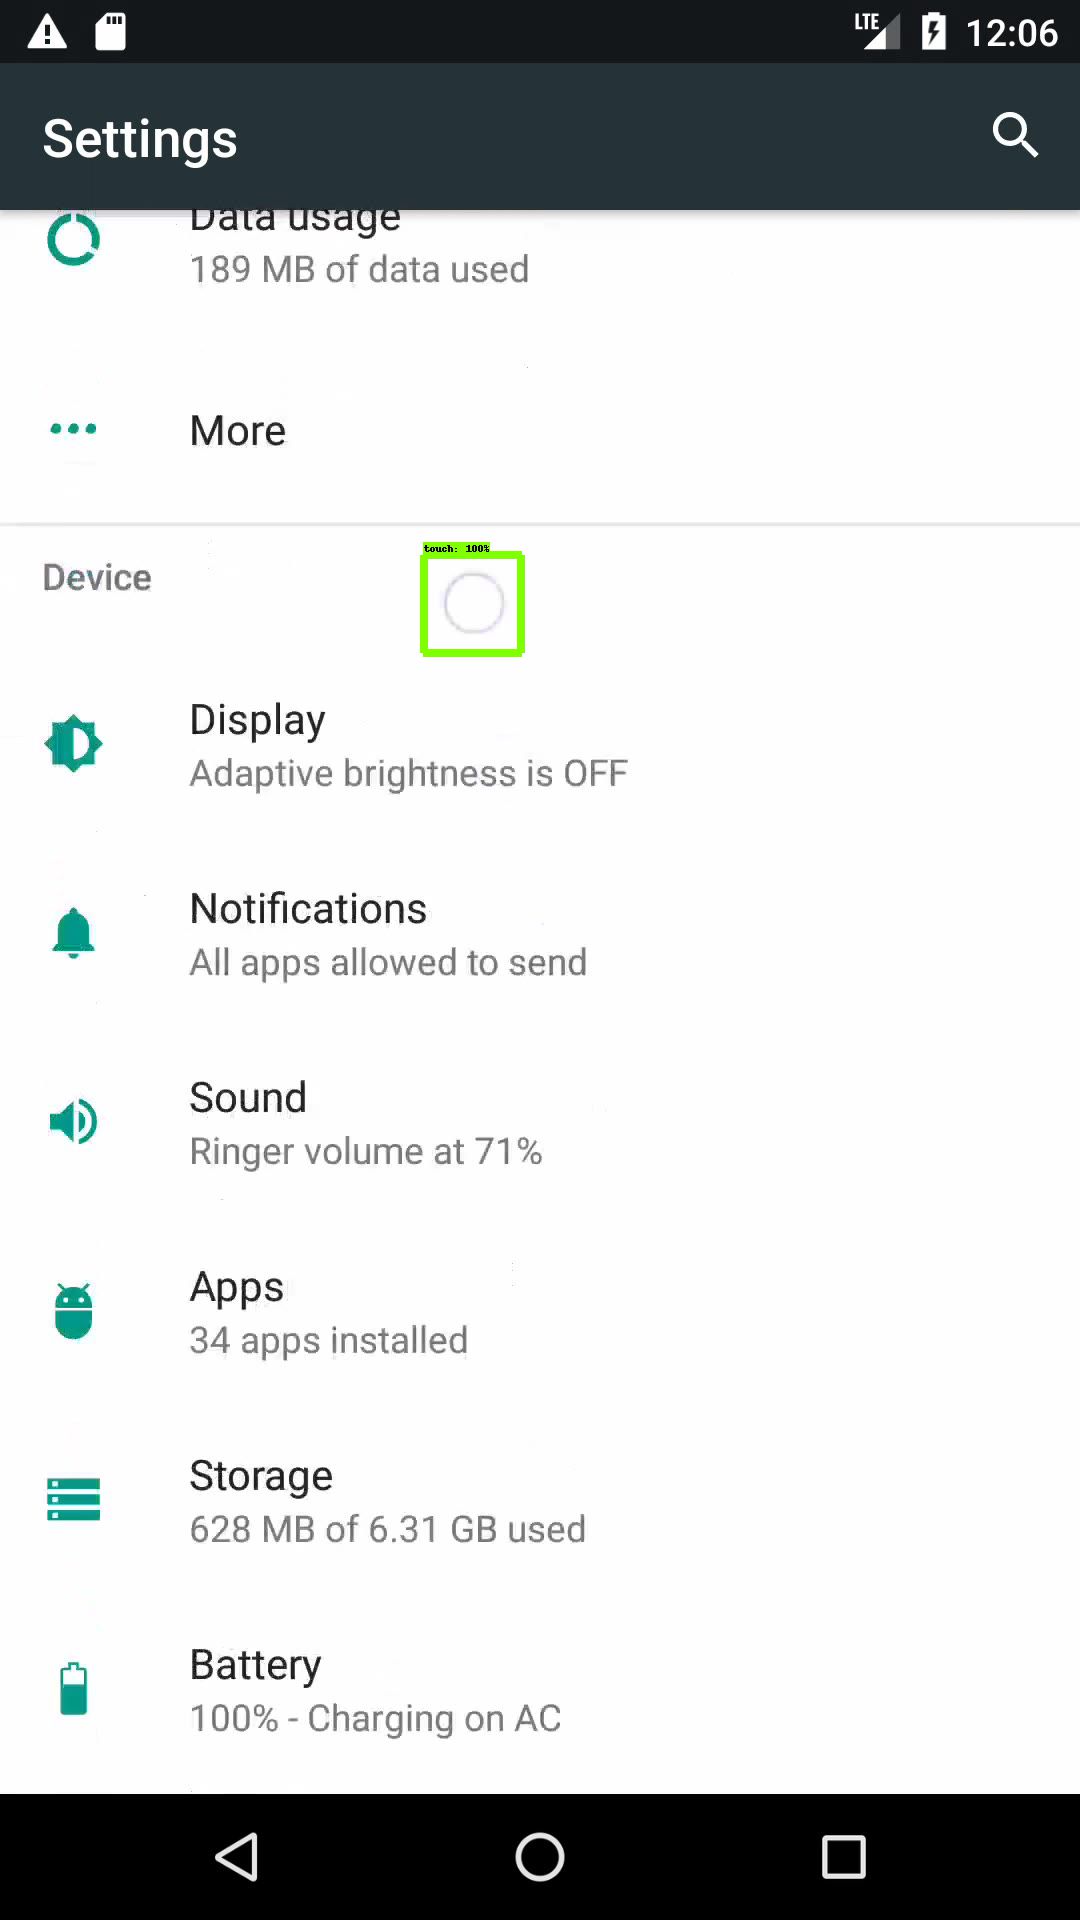 LTE 12:06
Settings
Data usage
189 MB of data used
More
touch: 100%
Device
Display
Adaptive brightness is OFF
Notifications
All apps allowed to send
Sound
Ringer volume at 71%
Apps
34 apps installed
Storage
628 MB of 6.31 GB used
Battery
100% - Charging on AC